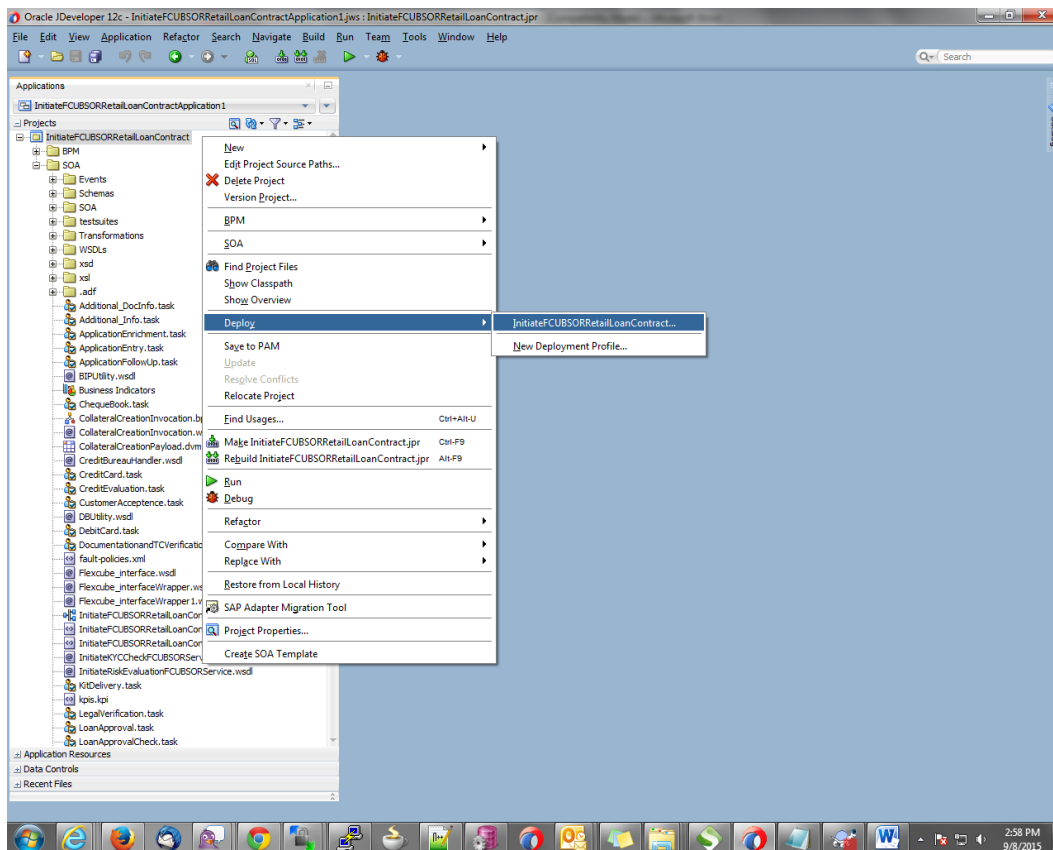 Oracle JDeveloper 12c - InitiateFCUBSORRetailLoanContractApplication1.jws : InitiateFCUBSORRetailLoanContract.jpr
File Edit View Application Refactor Search Navigate Build Run Team Tools Window Help
Search
Applications
InitiateFCUBSORRetailLoanContractApplication1
Projects
InitiateFCUBSORRetailLoanContract
BPM
SOA
Events
Schemas
SOA
testsuites
Transformations
WSDLs
xsd
xsl
.adf
Additional_DocInfo.task
Additional_Info.task
ApplicationEnrichment.task
ApplicationEntry.task
ApplicationFollowUp.task
BIPUtility.wsdl
Business Indicators
ChequeBook.task
CollateralCreationInvocation.bp
CollateralCreationInvocation.w
CollateralCreationPayload.dvm
CreditBureauHandler.wsdl
CreditCard.task
CreditEvaluation.task
CustomerAcceptence.task
DBUtility.wsdl
DebitCard.task
DocumentationandTCVerificatio
fault-policies.xml
Flexcube_interface.wsdl
Flexcube_interfaceWrapper.ws
Flexcube_interfaceWrapper1.w
InitiateFCUBSORRetailLoanCon
InitiateFCUBSORRetailLoanCon
InitiateFCUBSORRetailLoanCon
InitiateKYCCheckFCUBSORServ
InitiateRiskEvaluationFCUBSORService.wsdl
KitDelivery.task
kpis.kpi
LegalVerification.task
LoanApproval.task
LoanApprovalCheck.task
Application Resources
Data Controls
Recent Files
New
Edit Project Source Paths...
Delete Project
Version Project...
BPM
SOA
Find Project Files
Show Classpath
Show Overview
Deploy
Save to PAM
Update
Resolve Conflicts
Relocate Project
Find Usages... Ctrl+Alt-U
Make InitiateFCUBSORRetailLoanContract.jpr Ctrl-F9
Rebuild InitiateFCUBSORRetailLoanContract.jpr Alt-F9
Run
Debug
Refactor
Compare With
Replace With
Restore from Local History
SAP Adapter Migration Tool
Project Properties...
Create SOA Template
InitiateFCUBSORRetailLoanContract...
New Deployment Profile...
2:58 PM
9/8/2015